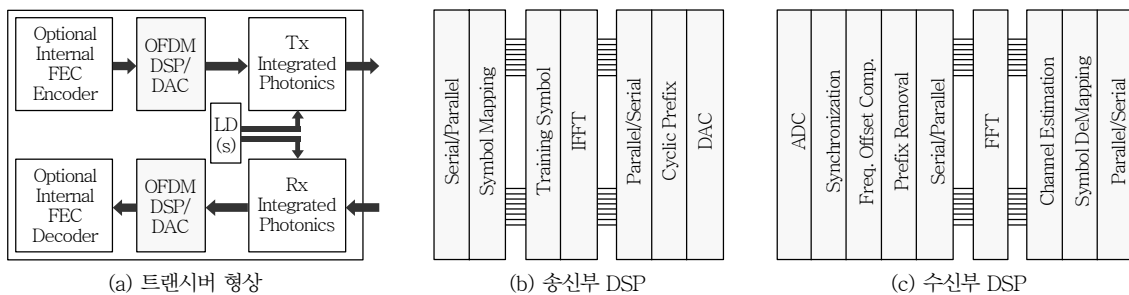 Optional
Internal
FEC
Encoder
OFDM
DSP/
DAC
Tx
Integrated
Photonics
LD
(s)
Optional
Internal
FEC
Decoder
OFDM
DSP/
DAC
Rx
Integrated
Photonics
(a) 트랜시버 형상
Serial/Parallel
Symbol Mapping
Training Symbol
IFFT
Parallel/Serial
Cyclic Prefix
DAC
(b) 송신부 DSP
ADC
Synchronization
Freq. Offset Comp.
Prefix Removal
Serial/Parallel
FFT
Channel Estimation
Symbol DeMapping
Parallel/Serial
(c) 수신부 DSP